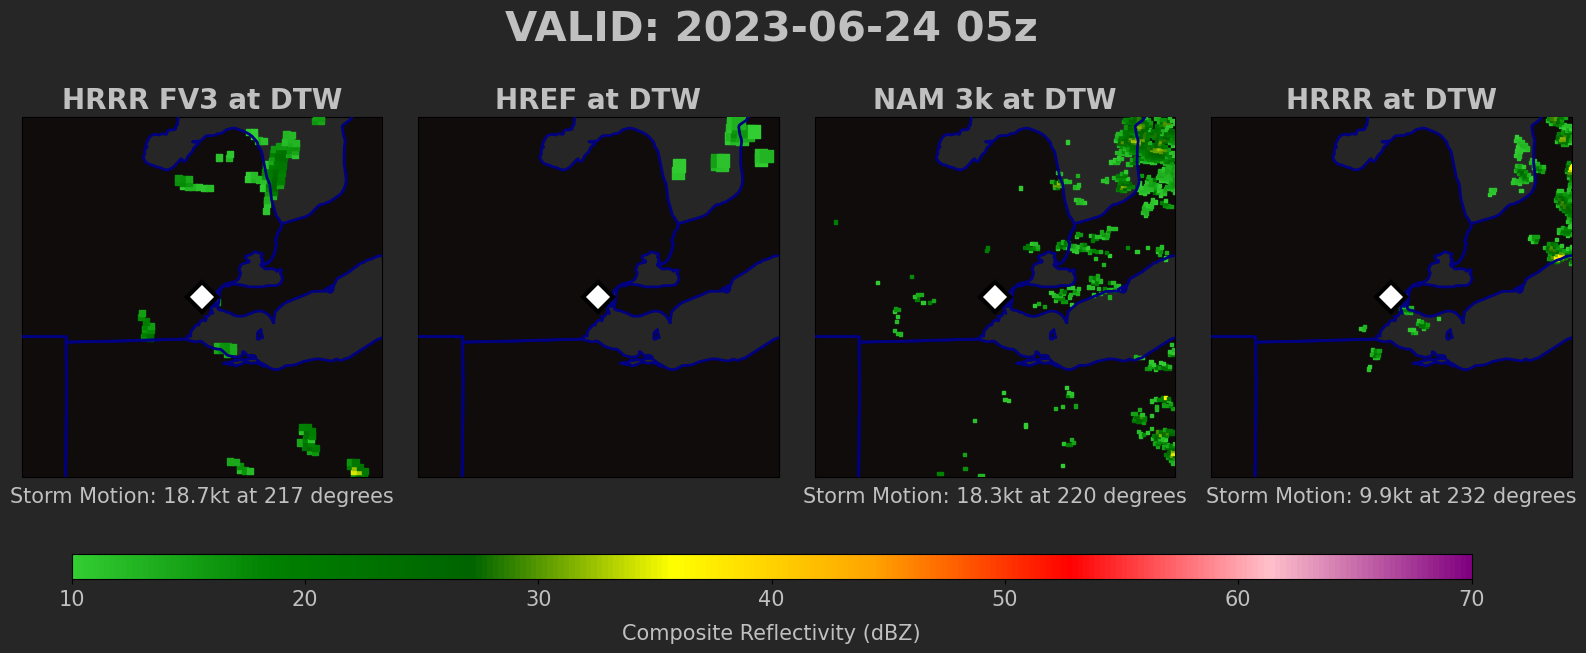 VALID: 2023-06-24 05z
HRRR FV3 at DTW
HREF at DTW
NAM 3k at DTW
HRRR at DTW
Storm Motion: 18.7kt at 217 degrees
Storm Motion: 18.3kt at 220 degrees
Storm Motion: 9.9kt at 232 degrees
10 20 30 40 50 60 70
Composite Reflectivity (dBZ)